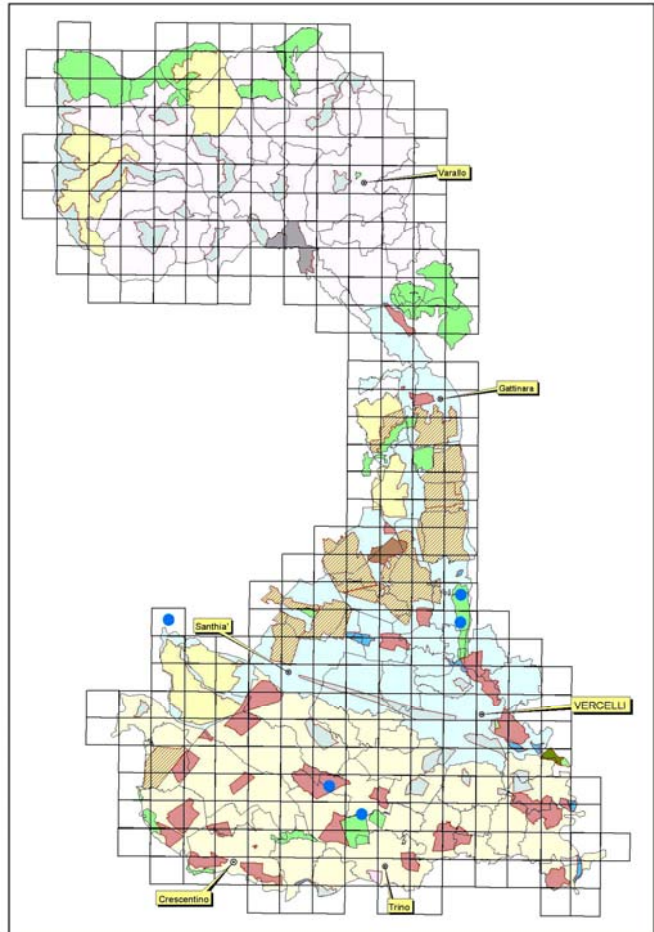 Varallo
Gattinara
Santhia'
VERCELLI
Crescentino
Trino